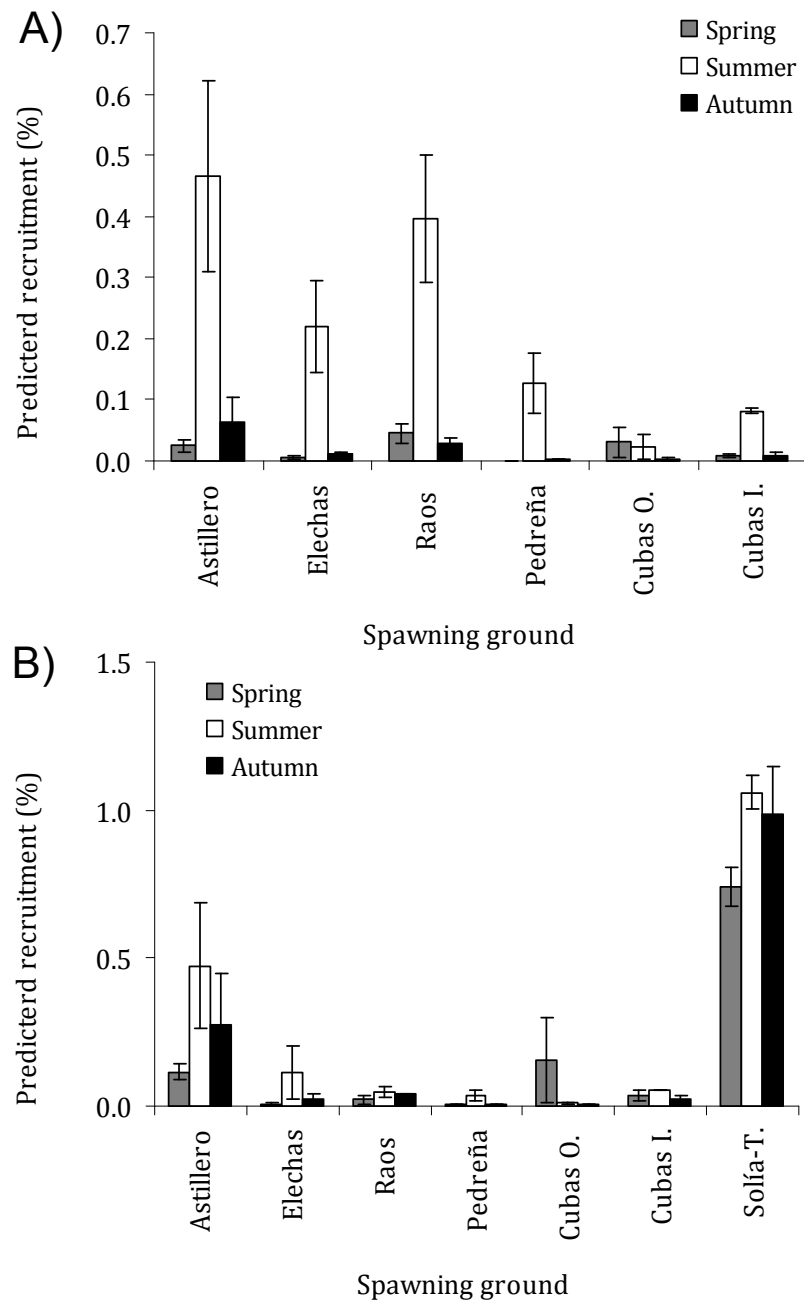 A)
Predicterd recruitment (%)
0.7
0.6
0.5
0.4
0.3
0.2
0.1
0.0
Spring
Summer
Autumn
Astillero
Elechas
Raos
Pedreña
Cubas O.
Cubas I.
Spawning ground
B)
Predicterd recruitment (%)
1.5
1.0
0.5
0.0
Spring
Summer
Autumn
Astillero
Elechas
Raos
Pedreña
Cubas O.
Cubas I.
Solía-T.
Spawning ground